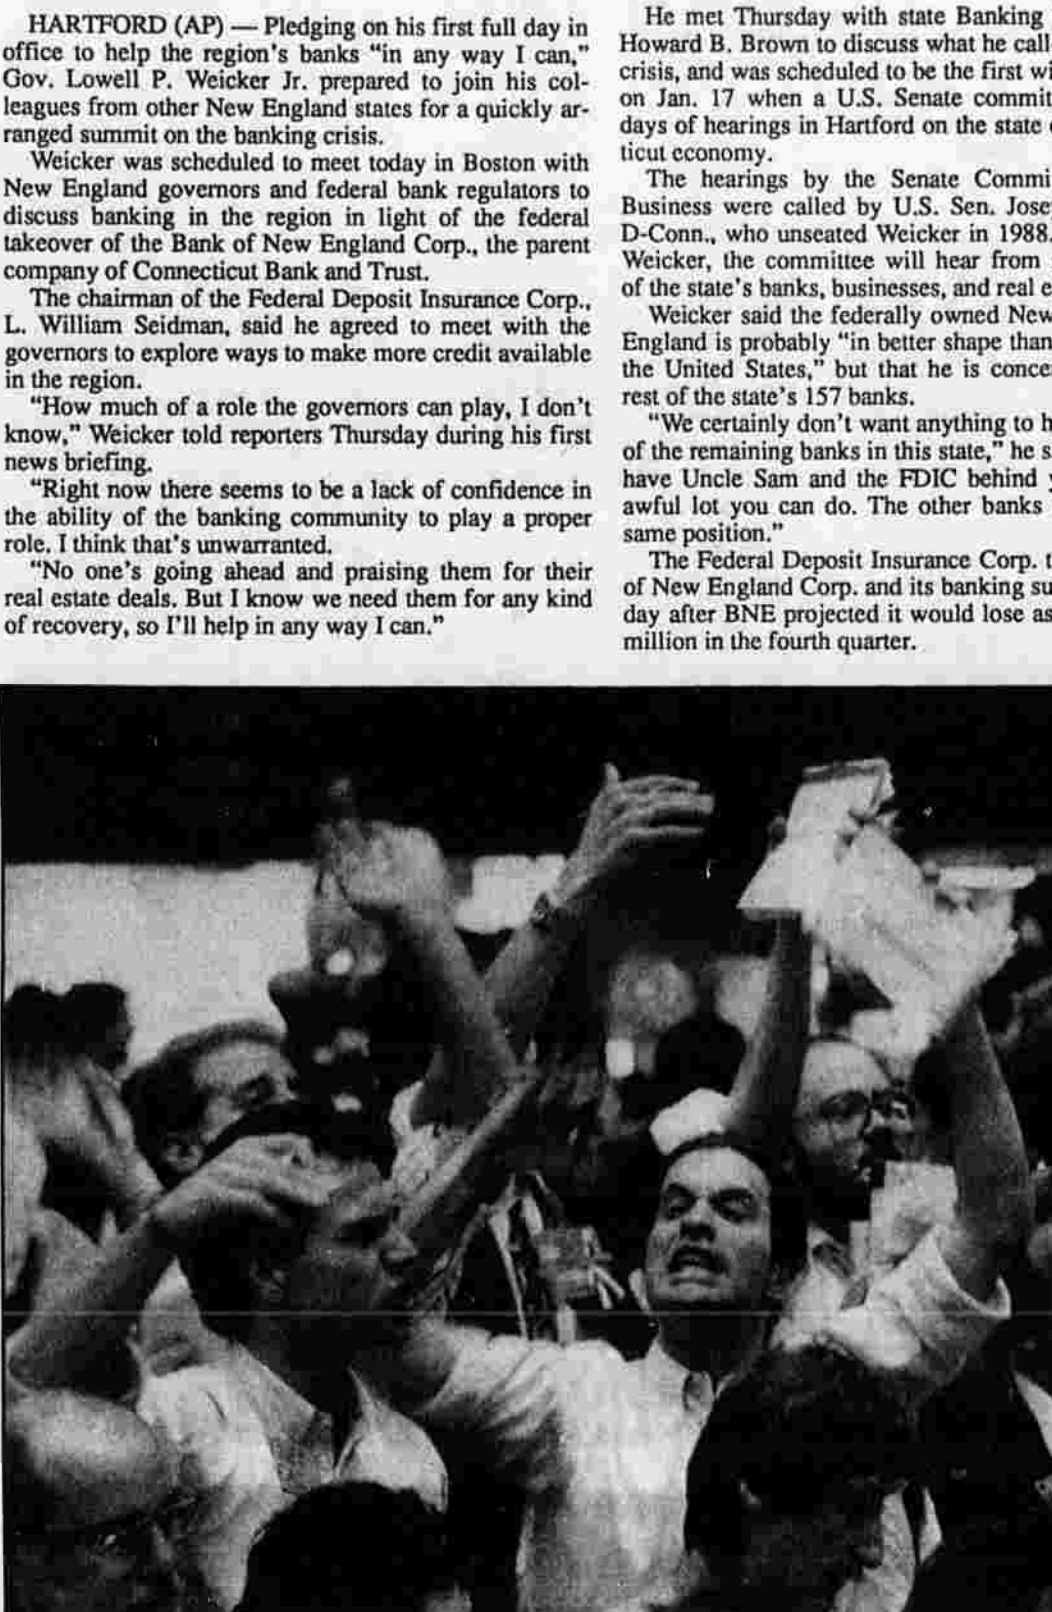 HARTFORD (AP) — Pledging on his first full day in
office to help the region's banks “in any way I can,”
Gov. Lowell P. Weicker Jr. prepared to join his col-
leagues from other New England states for a quickly ar-
ranged summit on the banking crisis.
Weicker was scheduled to meet today in Boston with
New England governors and federal bank regulators to
discuss banking in the region in light of the federal
takeover of the Bank of New England Corp., the parent
company of Connecticut Bank and Trust.
The chairman of the Federal Deposit Insurance Corp.,
L. William Seidman, said he agreed to meet with the
governors to explore ways to make more credit available
in the region.
“How much of a role the governors can play, I don't
know,” Weicker told reporters Thursday during his first
news briefing.
“Right now there seems to be a lack of confidence in
the ability of the banking community to play a proper
role. I think that's unwarranted.
“No one's going ahead and praising them for their
real estate deals. But I know we need them for any kind
of recovery, so I'll help in any way I can.”
He met Thursday with state Banking
Howard B. Brown to discuss what he call
crisis, and was scheduled to be the first wi
on Jan. 17 when a U.S. Senate commit
days of hearings in Hartford on the state
ticut economy.
The hearings by the Senate Commi
Business were called by U.S. Sen. Jose
D-Conn., who unseated Weicker in 1988.
Weicker, the committee will hear from
of the state's banks, businesses, and real e
Weicker said the federally owned New
England is probably “in better shape than
the United States,” but that he is conce
rest of the state's 157 banks.
“We certainly don't want anything to h
of the remaining banks in this state,” he s
have Uncle Sam and the FDIC behind
awful lot you can do. The other banks
same position.”
The Federal Deposit Insurance Corp. t
of New England Corp. and its banking su
day after BNE projected it would lose as
million in the fourth quarter.